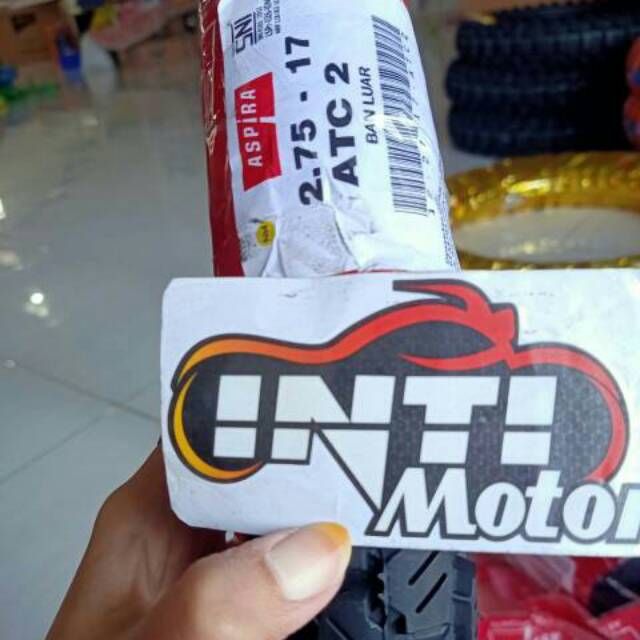 SNI
ASPIRA
2.75 - 17
ATC 2
BAN LUAR
INTI
Motor